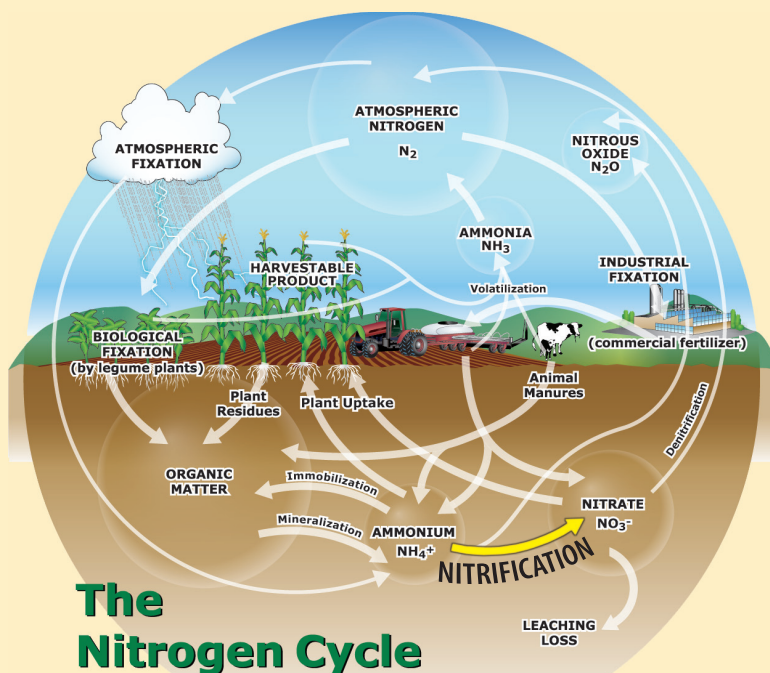 ATMOSPHERIC
NITROGEN
N₂
ATMOSPHERIC
FIXATION
NITROUS
OXIDE
N₂O
AMMONIA
NH₃
HARVESTABLE
PRODUCT
Volatilization
INDUSTRIAL
FIXATION
(commercial fertilizer)
BIOLOGICAL
FIXATION
(by legume plants)
Plant
Residues
Plant Uptake
Animal
Manures
Denitrification
ORGANIC
MATTER
Immobilization
Mineralization
AMMONIUM
NH₄⁺
NITRIFICATION
NITRATE
NO₃⁻
LEACHING
LOSS
The
Nitrogen Cycle